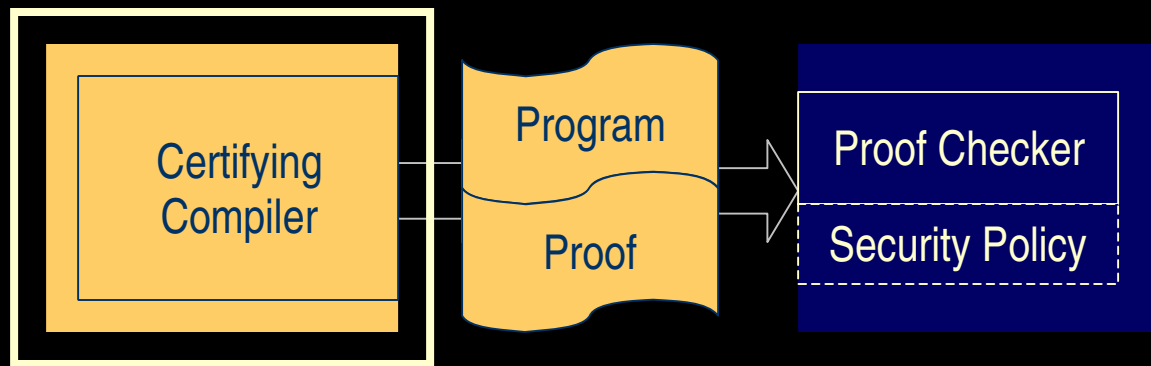 Certifying
Compiler
Program
Proof
Proof Checker
Security Policy